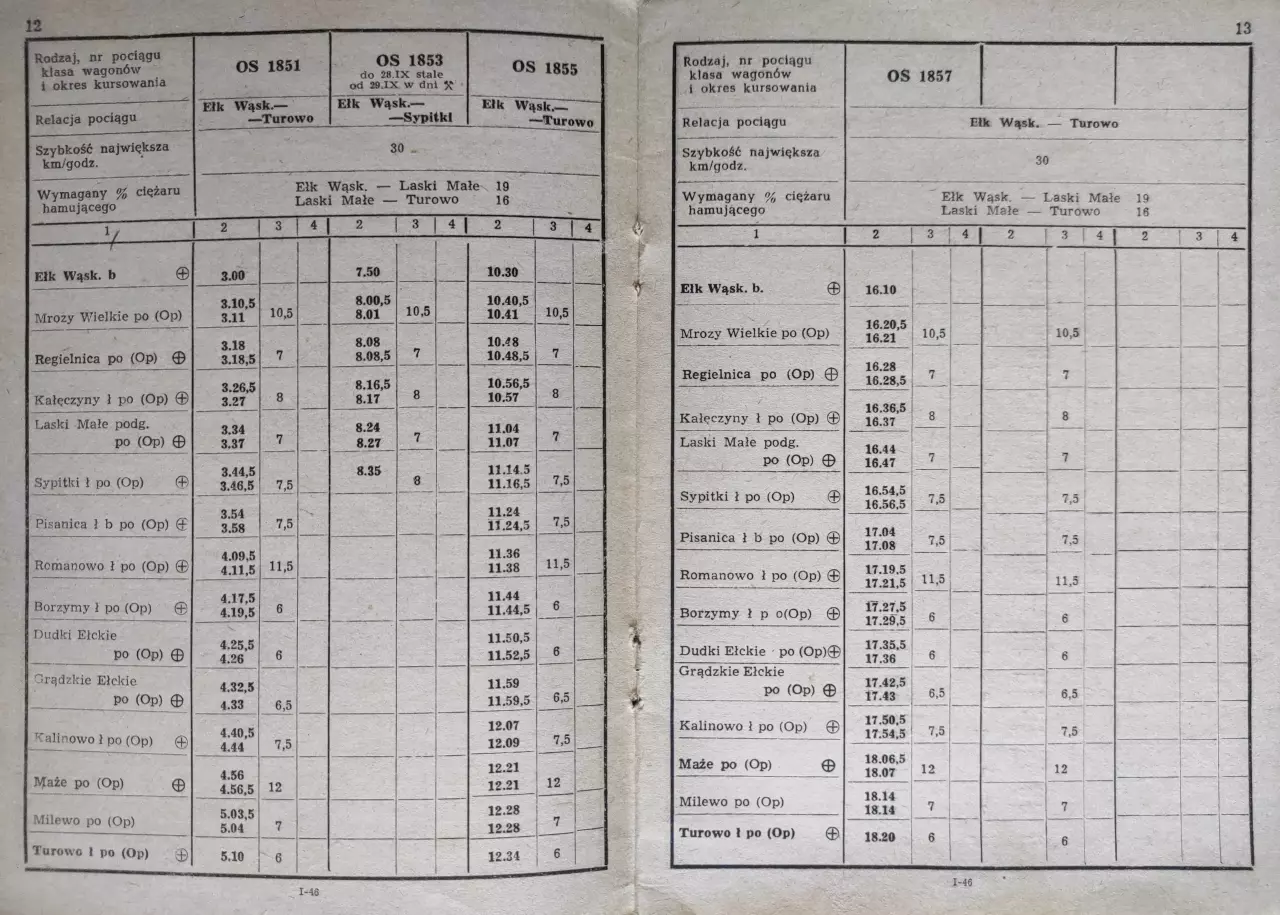 12
Rodzaj, nr pociągu
klasa wagonów
i okres kursowania
OS 1851
OS 1853
do 28.IX stale
od 29.IX w dni ⚒
OS 1855
Relacja pociągu
Ełk Wąsk.—
—Turowo
Ełk Wąsk.—
—Sypitki
Ełk Wąsk.—
—Turowo
Szybkość największa
km/godz.
30
Wymagany % ciężaru
hamującego
Ełk Wąsk. — Laski Małe 19
Laski Małe — Turowo 16
1 2 3 4 2 3 4 2 3 4
Ełk Wąsk. b ⊕ 3.00 7.50 10.30
3.10,5 8.00,5 10.40,5
Mrozy Wielkie po (Op) 3.11 10,5 8.01 10,5 10.41 10,5
3.18 8.08 10.48
Regielnica po (Op) ⊕ 3.18,5 7 8.08,5 7 10.48,5 7
3.26,5 8.16,5 10.56,5
Kałęczyny ł po (Op) ⊕ 3.27 8 8.17 8 10.57 8
Laski Małe podg. 3.34 8.24 11.04
po (Op) ⊕ 3.37 7 8.27 7 11.07 7
3.44,5 8.35 11.14.5
Sypitki ł po (Op) ⊕ 3.46,5 7,5 8 11.16,5 7,5
3.54 11.24
Pisanica ł b po (Op) ⊕ 3.58 7,5 11.24,5 7,5
4.09,5 11.36
Romanowo ł po (Op) ⊕ 4.11,5 11,5 11.38 11,5
4.17,5 11.44
Borzymy ł po (Op) ⊕ 4.19,5 6 11.44,5 6
Dudki Ełckie 4.25,5 11.50,5
po (Op) ⊕ 4.26 6 11.52,5 6
Grądzkie Ełckie 4.32,5 11.59
po (Op) ⊕ 4.33 6,5 11.59,5 6,5
4.40,5 12.07
Kalinowo ł po (Op) ⊕ 4.44 7,5 12.09 7,5
4.56 12.21
Maże po (Op) ⊕ 4.56,5 12 12.21 12
5.03,5 12.28
Milewo po (Op) 5.04 7 12.28 7
Turowo ł po (Op) ⊕ 5.10 6 12.34 6
I-46
13
Rodzaj, nr pociągu
klasa wagonów
i okres kursowania
OS 1857
Relacja pociągu
Ełk Wąsk. — Turowo
Szybkość największa
km/godz.
30
Wymagany % ciężaru
hamującego
Ełk Wąsk. — Laski Małe 19
Laski Małe — Turowo 16
1 2 3 4 2 3 4 2 3 4
Ełk Wąsk. b. ⊕ 16.10
16.20,5
Mrozy Wielkie po (Op) 16.21 10,5 10,5
16.28
Regielnica po (Op) ⊕ 16.28,5 7 7
16.36,5
Kałęczyny ł po (Op) ⊕ 16.37 8 8
Laski Małe podg. 16.44
po (Op) ⊕ 16.47 7 7
16.54,5
Sypitki ł po (Op) ⊕ 16.56,5 7,5 7,5
17.04
Pisanica ł b po (Op) ⊕ 17.08 7,5 7,5
17.19.5
Romanowo ł po (Op) ⊕ 17.21,5 11,5 11,5
17.27,5
Borzymy ł p o(Op) ⊕ 17.29,5 6 6
17.35,5
Dudki Ełckie po (Op)⊕ 17.36 6 6
Grądzkie Ełckie 17.42,5
po (Op) ⊕ 17.43 6,5 6,5
17.50,5
Kalinowo ł po (Op) ⊕ 17.54,5 7,5 7,5
18.06,5
Maże po (Op) ⊕ 18.07 12 12
18.14
Milewo po (Op) 18.14 7 7
Turowo ł po (Op) ⊕ 18.20 6 6
I-46